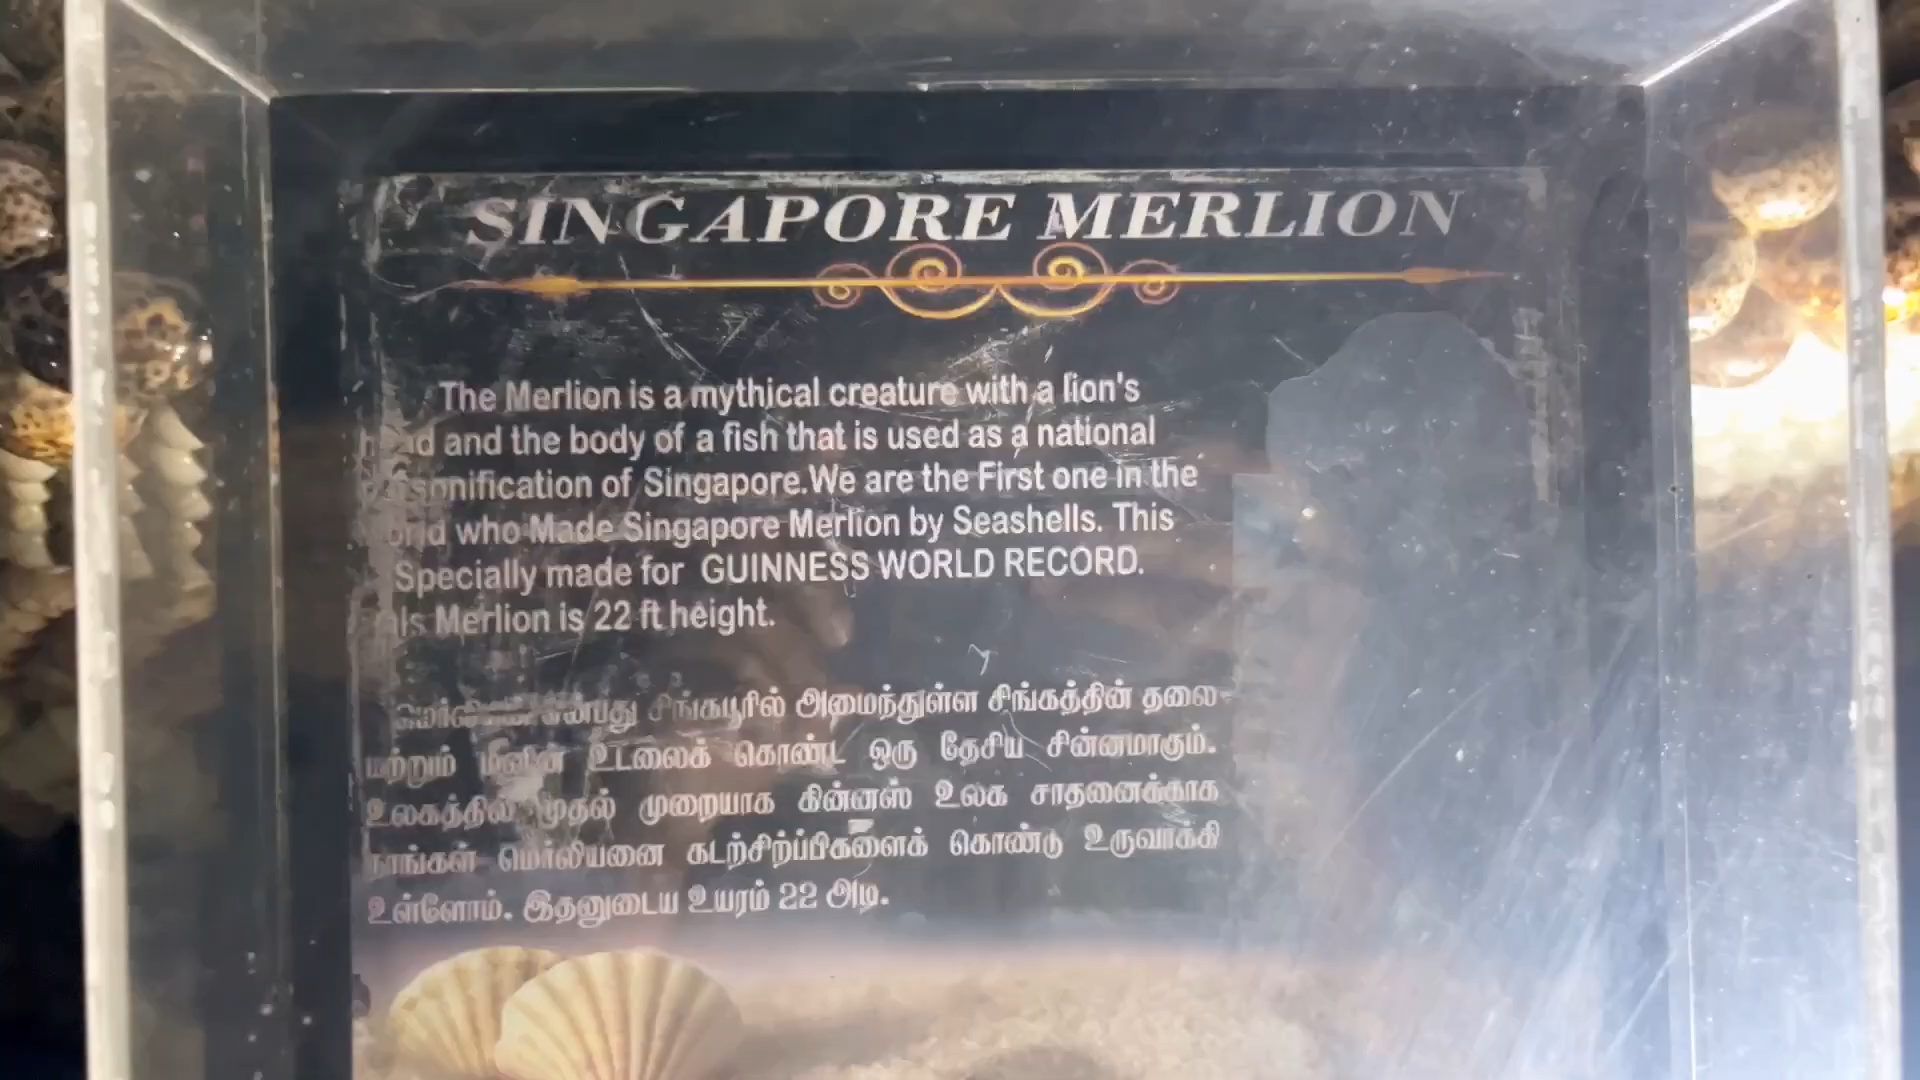 SINGAPORE MERLION
The Merlion is a mythical creature with a lion's
and the body of a fish that is used as a national
of Singapore.We are the First one in the
who Made Singapore Merlion by Seashells. This
Specially made for GUINNESS WORLD RECORD.
Merlion is 22 ft height.
சிங்கபூரில் அமைந்துள்ள சிங்கத்தின் தலை
மற்றும் மீனின் உடலைக் கொண்ட ஒரு தேசிய சின்னமாகும்.
உலகத்தில் முதல் முறையாக கின்னஸ் உலக சாதனைக்காக
நாங்கள் மெர்லியனை கடற்சிற்ப்பிகளைக் கொண்டு உருவாக்கி
உள்ளோம். இதனுடைய உயரம் 22 அடி.